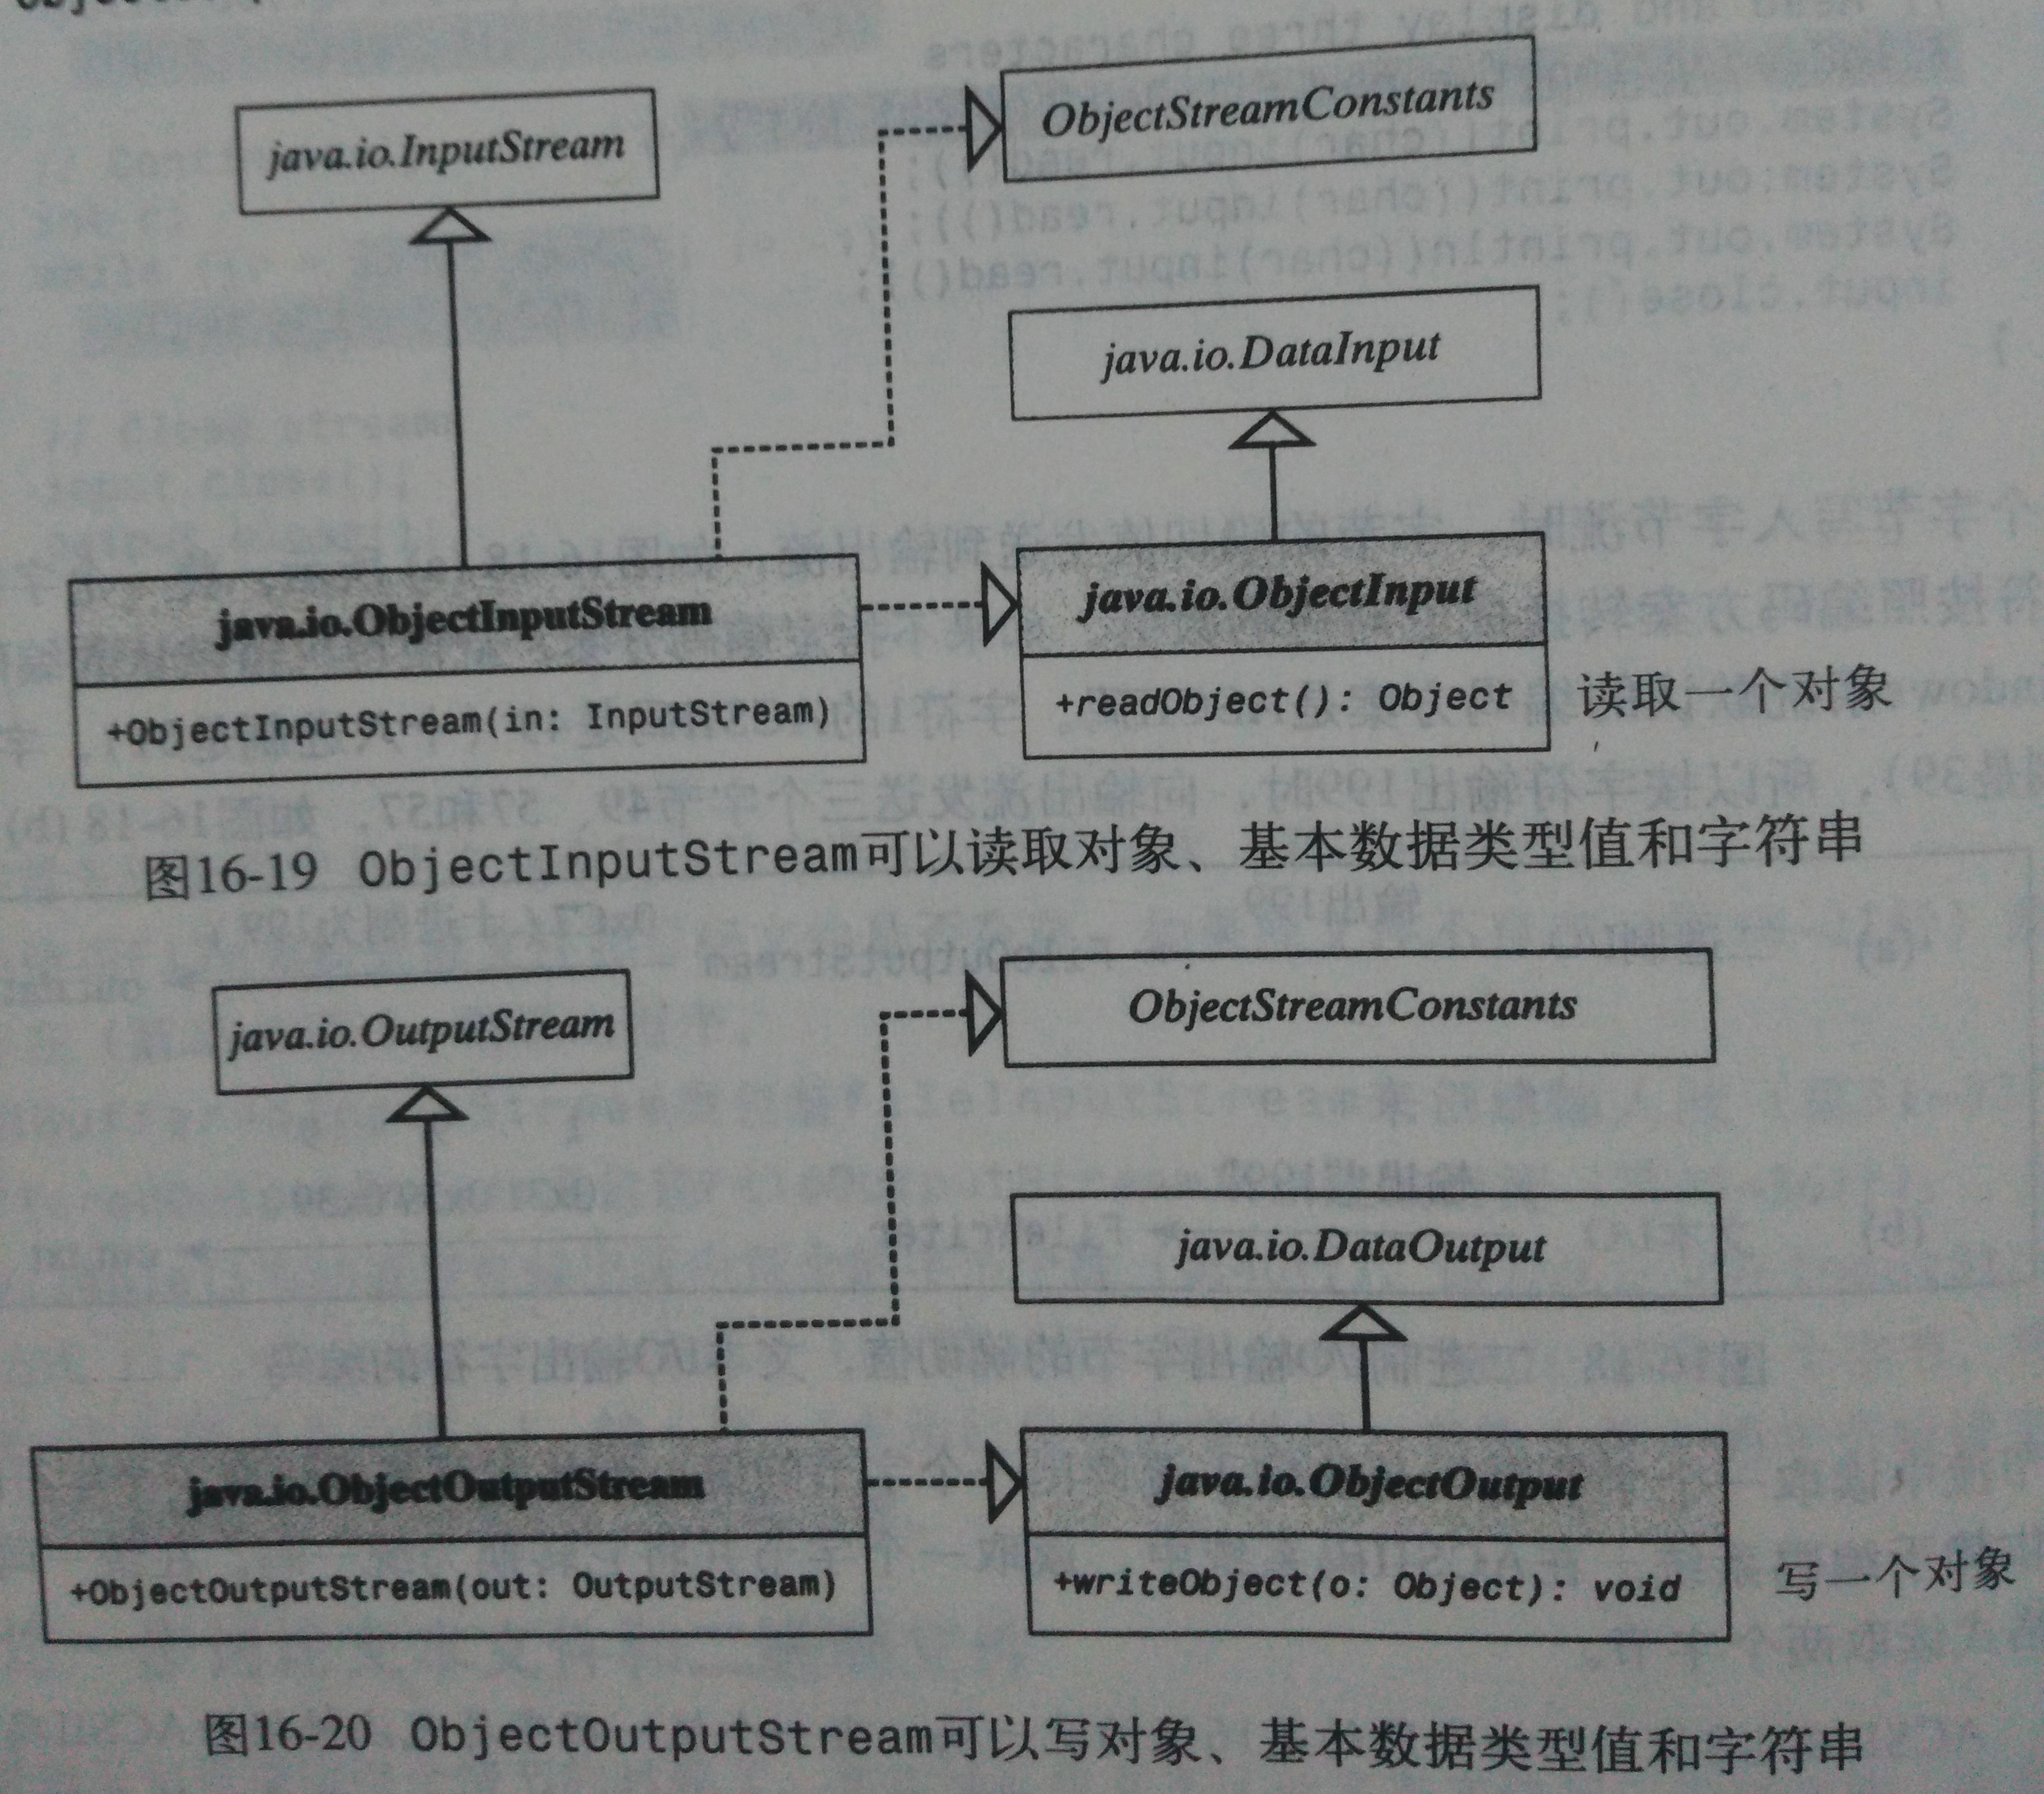 java.io.InputStream
ObjectStreamConstants
java.io.DataInput
java.io.ObjectInputStream
+ObjectInputStream(in: InputStream)
java.io.ObjectInput
+readObject(): Object
读取一个对象
图16-19 ObjectInputStream可以读取对象、基本数据类型值和字符串
java.io.OutputStream
ObjectStreamConstants
java.io.DataOutput
java.io.ObjectOutputStream
+ObjectOutputStream(out: OutputStream)
java.io.ObjectOutput
+writeObject(o: Object): void
写一个对象
图16-20 ObjectOutputStream可以写对象、基本数据类型值和字符串